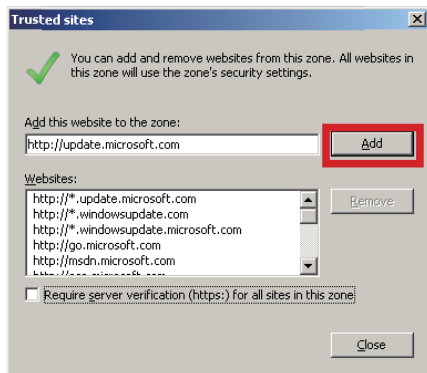 Trusted sites
You can add and remove websites from this zone. All websites in
this zone will use the zone's security settings.
Add this website to the zone:
http://update.microsoft.com
Add
Websites:
http://*.update.microsoft.com
http://*.windowsupdate.com
http://*.windowsupdate.microsoft.com
http://go.microsoft.com
http://msdn.microsoft.com
Remove
Require server verification (https:) for all sites in this zone
Close